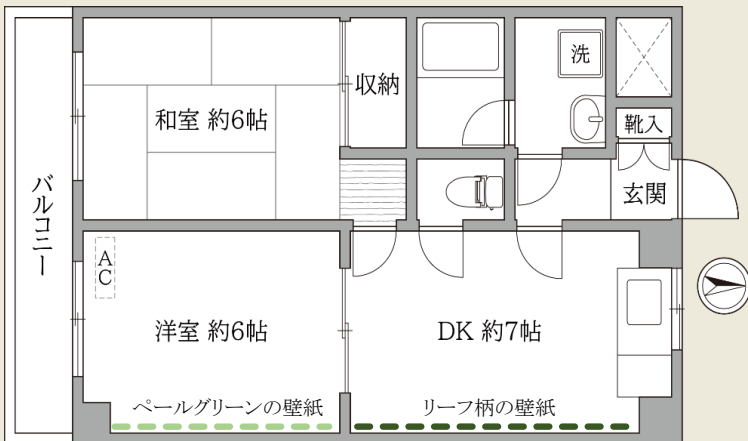 バルコニー
和室 約6帖
収納
洗
靴入
玄関
AC
洋室 約6帖
DK 約7帖
ペールグリーンの壁紙
リーフ柄の壁紙